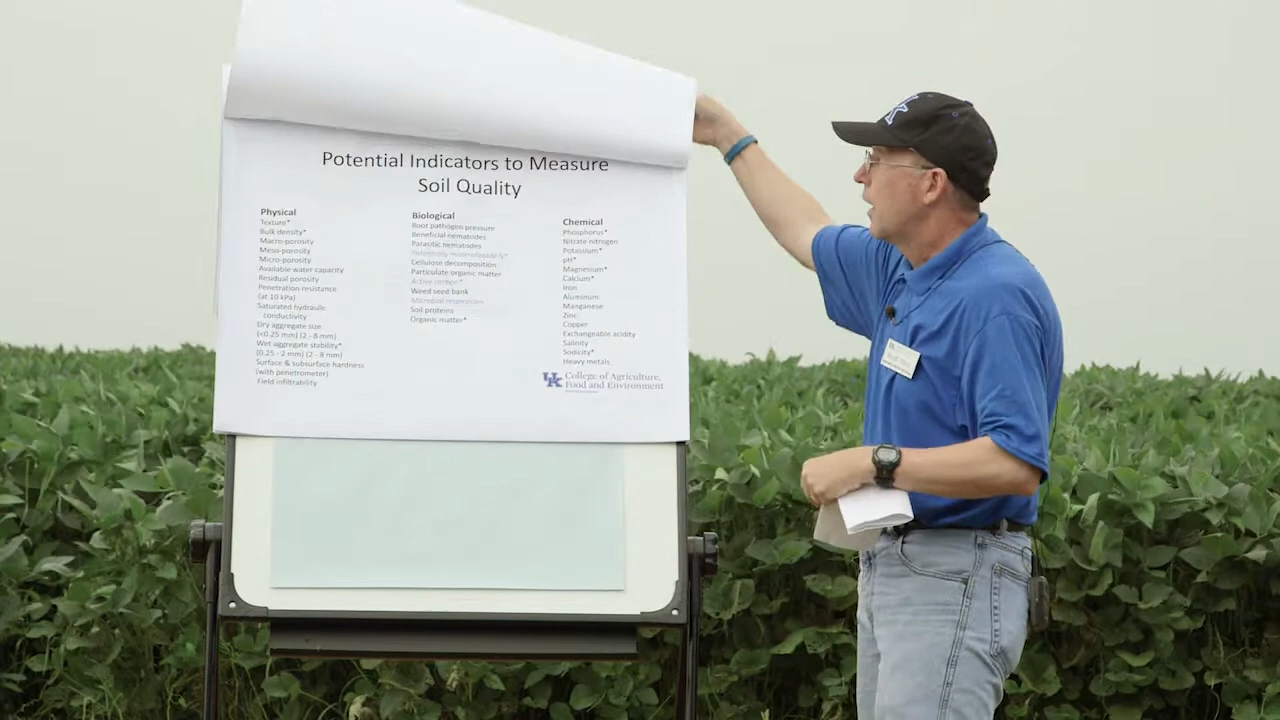 Potential Indicators to Measure
Soil Quality
Physical
Texture*
Bulk density*
Macro-porosity
Meso-porosity
Micro-porosity
Available water capacity
Residual porosity
Penetration resistance
(at 10 kPa)
Saturated hydraulic
conductivity
Dry aggregate size
(<0.25 mm) (2 - 8 mm)
Wet aggregate stability*
(0.25 - 2 mm) (2 - 8 mm)
Surface & subsurface hardness
(with penetrometer)
Field infiltrability
Biological
Root pathogen pressure
Beneficial nematodes
Parasitic nematodes
Potentially mineralizable N*
Cellulose decomposition
Particulate organic matter
Active carbon*
Weed seed bank
Microbial respiration
Soil proteins
Organic matter*
Chemical
Phosphorus*
Nitrate nitrogen
Potassium*
pH*
Magnesium*
Calcium*
Iron
Aluminum
Manganese
Zinc
Copper
Exchangeable acidity
Salinity
Sodicity*
Heavy metals
UK College of Agriculture,
Food and Environment
K